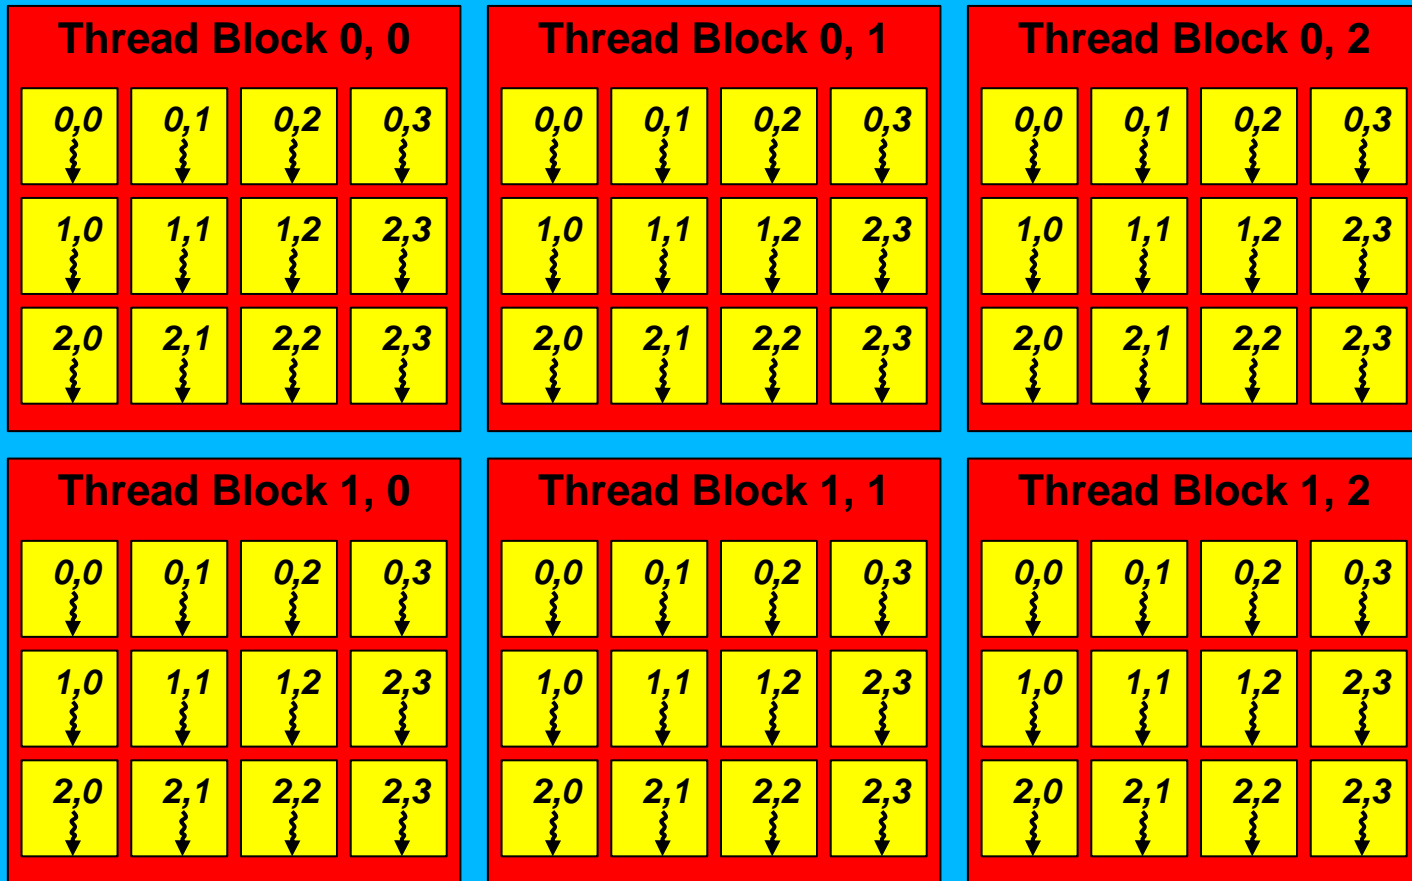 Thread Block 0, 0
0,0 0,1 0,2 0,3
1,0 1,1 1,2 2,3
2,0 2,1 2,2 2,3
Thread Block 0, 1
0,0 0,1 0,2 0,3
1,0 1,1 1,2 2,3
2,0 2,1 2,2 2,3
Thread Block 0, 2
0,0 0,1 0,2 0,3
1,0 1,1 1,2 2,3
2,0 2,1 2,2 2,3
Thread Block 1, 0
0,0 0,1 0,2 0,3
1,0 1,1 1,2 2,3
2,0 2,1 2,2 2,3
Thread Block 1, 1
0,0 0,1 0,2 0,3
1,0 1,1 1,2 2,3
2,0 2,1 2,2 2,3
Thread Block 1, 2
0,0 0,1 0,2 0,3
1,0 1,1 1,2 2,3
2,0 2,1 2,2 2,3